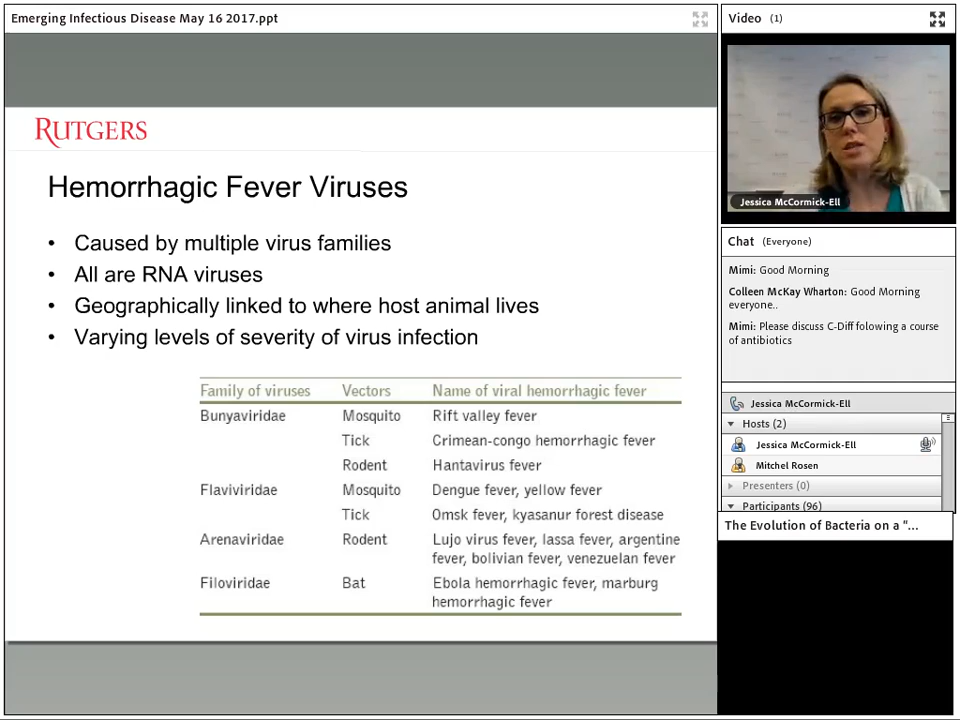 Emerging Infectious Disease May 16 2017.ppt
RUTGERS
Hemorrhagic Fever Viruses
• Caused by multiple virus families
• All are RNA viruses
• Geographically linked to where host animal lives
• Varying levels of severity of virus infection
Family of viruses Vectors Name of viral hemorrhagic fever
Bunyaviridae Mosquito Rift valley fever
Tick Crimean-congo hemorrhagic fever
Rodent Hantavirus fever
Flaviviridae Mosquito Dengue fever, yellow fever
Tick Omsk fever, kyasanur forest disease
Arenaviridae Rodent Lujo virus fever, lassa fever, argentine
fever, bolivian fever, venezuelan fever
Filoviridae Bat Ebola hemorrhagic fever, marburg
hemorrhagic fever
Video (1)
Jessica McCormick-Ell
Chat (Everyone)
Mimi: Good Morning
Colleen McKay Wharton: Good Morning
everyone..
Mimi: Please discuss C-Diff folowing a course
of antibiotics
Jessica McCormick-Ell
Hosts (2)
Jessica McCormick-Ell
Mitchel Rosen
Presenters (0)
Participants (96)
The Evolution of Bacteria on a "...